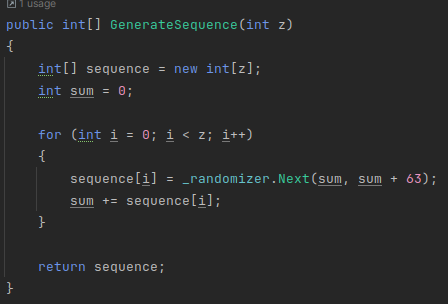 1 usage
public int[] GenerateSequence(int z)
{
    int[] sequence = new int[z];
    int sum = 0;

    for (int i = 0; i < z; i++)
    {
        sequence[i] = _randomizer.Next(sum, sum + 63);
        sum += sequence[i];
    }

    return sequence;
}